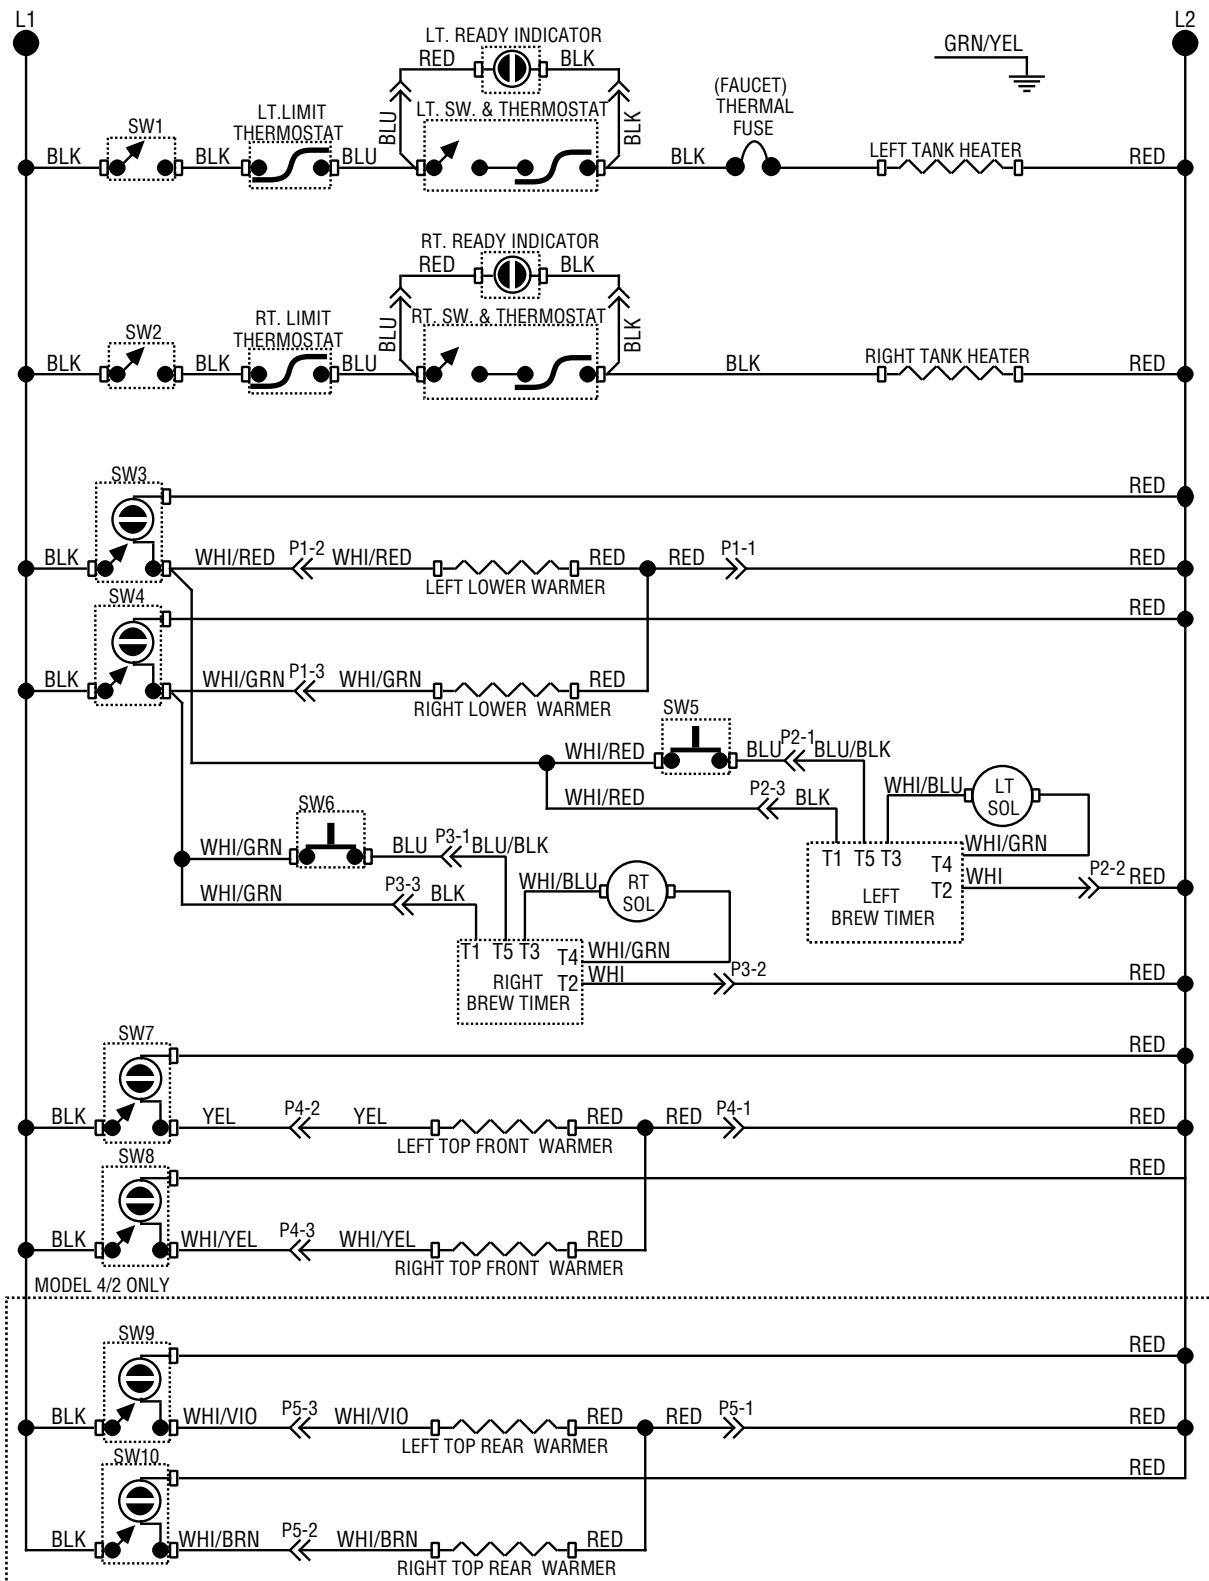 L1
L2
LT. READY INDICATOR
RED
BLK
GRN/YEL
(FAUCET)
THERMAL
FUSE
LT.LIMIT
THERMOSTAT
LT. SW. & THERMOSTAT
SW1
BLU
BLK
BLK
BLK
BLU
BLK
LEFT TANK HEATER
RED
RT. READY INDICATOR
RED
BLK
RT. LIMIT
THERMOSTAT
RT. SW. & THERMOSTAT
SW2
BLU
BLK
BLK
BLK
BLU
BLK
RIGHT TANK HEATER
RED
SW3
RED
BLK
WHI/RED
P1-2
WHI/RED
RED
RED
P1-1
RED
LEFT LOWER WARMER
SW4
RED
BLK
WHI/GRN
P1-3
WHI/GRN
RED
RIGHT LOWER WARMER
SW5
WHI/RED
BLU
P2-1
BLU/BLK
WHI/RED
P2-3
BLK
WHI/BLU
LT
SOL
SW6
WHI/GRN
T1 T5 T3 T4
WHI/GRN
BLU
P3-1
BLU/BLK
LEFT
BREW TIMER
T2
WHI
P2-2
RED
WHI/GRN
P3-3
BLK
WHI/BLU
RT
SOL
T1 T5 T3 T4
WHI/GRN
RIGHT
BREW TIMER
T2
WHI
P3-2
RED
SW7
RED
BLK
YEL
P4-2
YEL
RED
RED
P4-1
RED
LEFT TOP FRONT WARMER
SW8
RED
BLK
WHI/YEL
P4-3
WHI/YEL
RED
RIGHT TOP FRONT WARMER
MODEL 4/2 ONLY
SW9
RED
BLK
WHI/VIO
P5-3
WHI/VIO
RED
RED
P5-1
RED
LEFT TOP REAR WARMER
SW10
RED
BLK
WHI/BRN
P5-2
WHI/BRN
RED
RIGHT TOP REAR WARMER